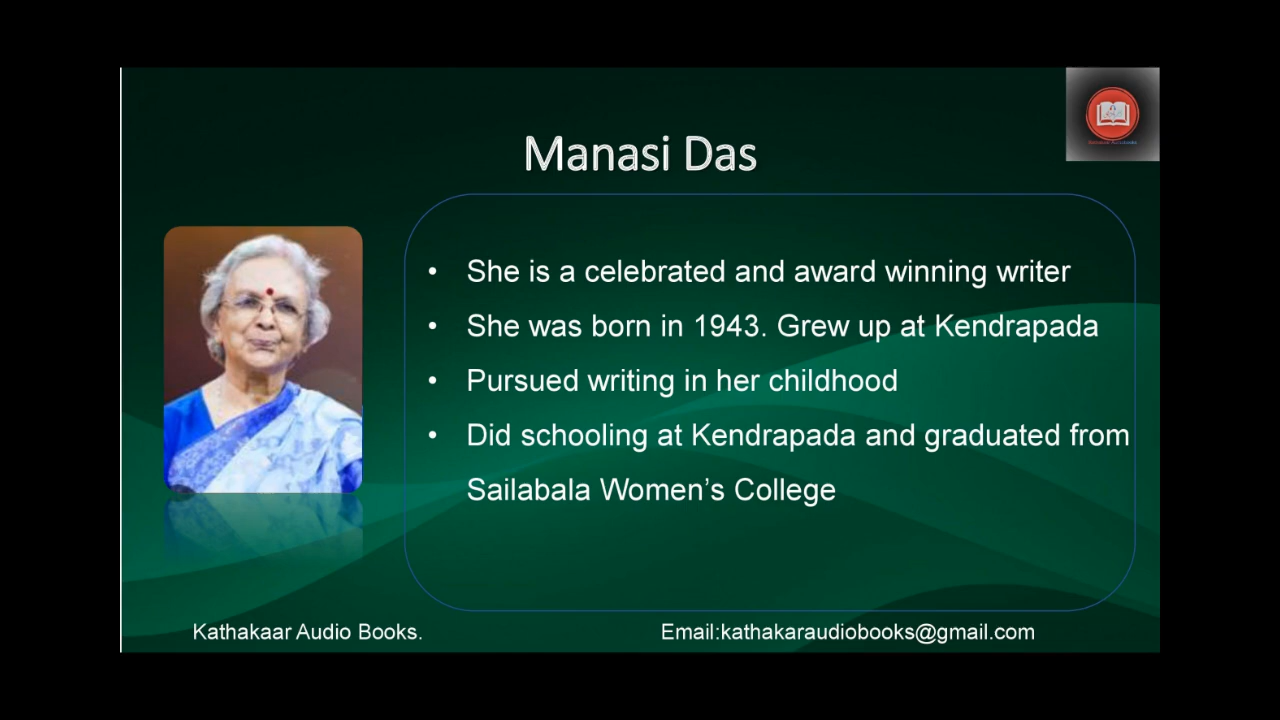 Manasi Das
• She is a celebrated and award winning writer
• She was born in 1943. Grew up at Kendrapada
• Pursued writing in her childhood
• Did schooling at Kendrapada and graduated from
Sailabala Women’s College
Kathakaar Audio Books.
Email:kathakaraudiobooks@gmail.com